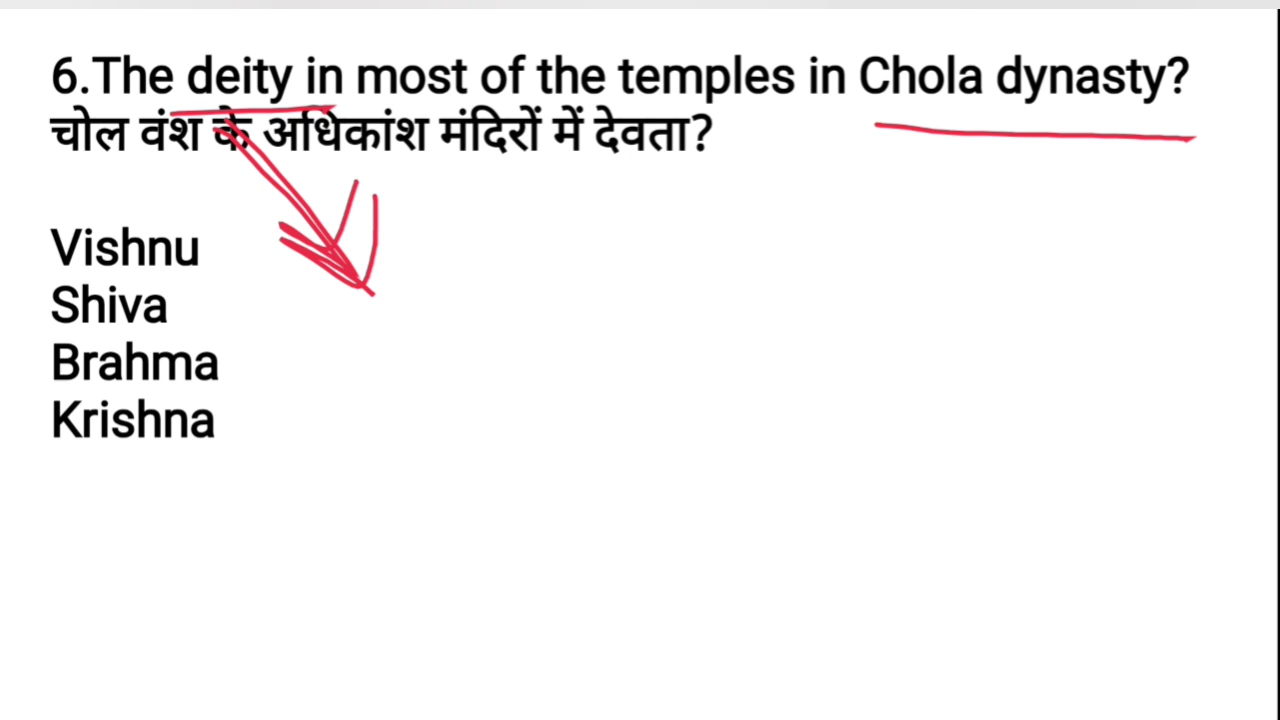 6.The deity in most of the temples in Chola dynasty?
चोल वंश के अधिकांश मंदिरों में देवता?
Vishnu
Shiva
Brahma
Krishna